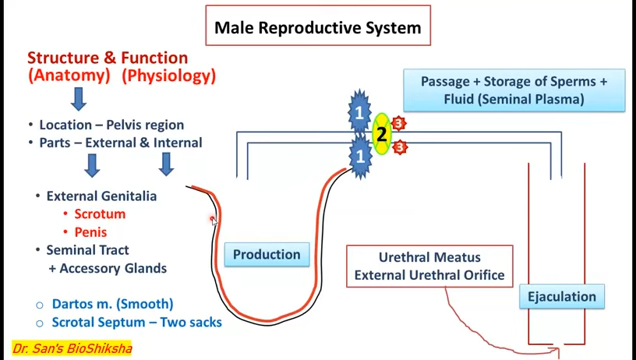 Male Reproductive System
Structure & Function
(Anatomy) (Physiology)
• Location – Pelvis region
• Parts – External & Internal
• External Genitalia
• Scrotum
• Penis
• Seminal Tract
+ Accessory Glands
o Dartos m. (Smooth)
o Scrotal Septum – Two sacks
Dr. San's BioShiksha
Production
1
1
2
3
3
Passage + Storage of Sperms +
Fluid (Seminal Plasma)
Urethral Meatus
External Urethral Orifice
Ejaculation